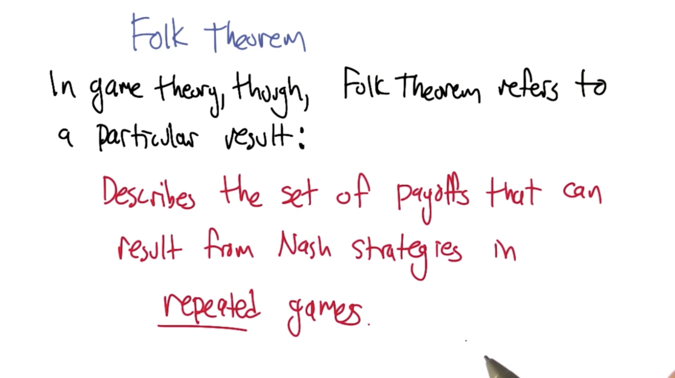 Folk Theorem
In game theory, though, Folk Theorem refers to
a particular result:
Describes the set of payoffs that can
result from Nash strategies in
repeated games.